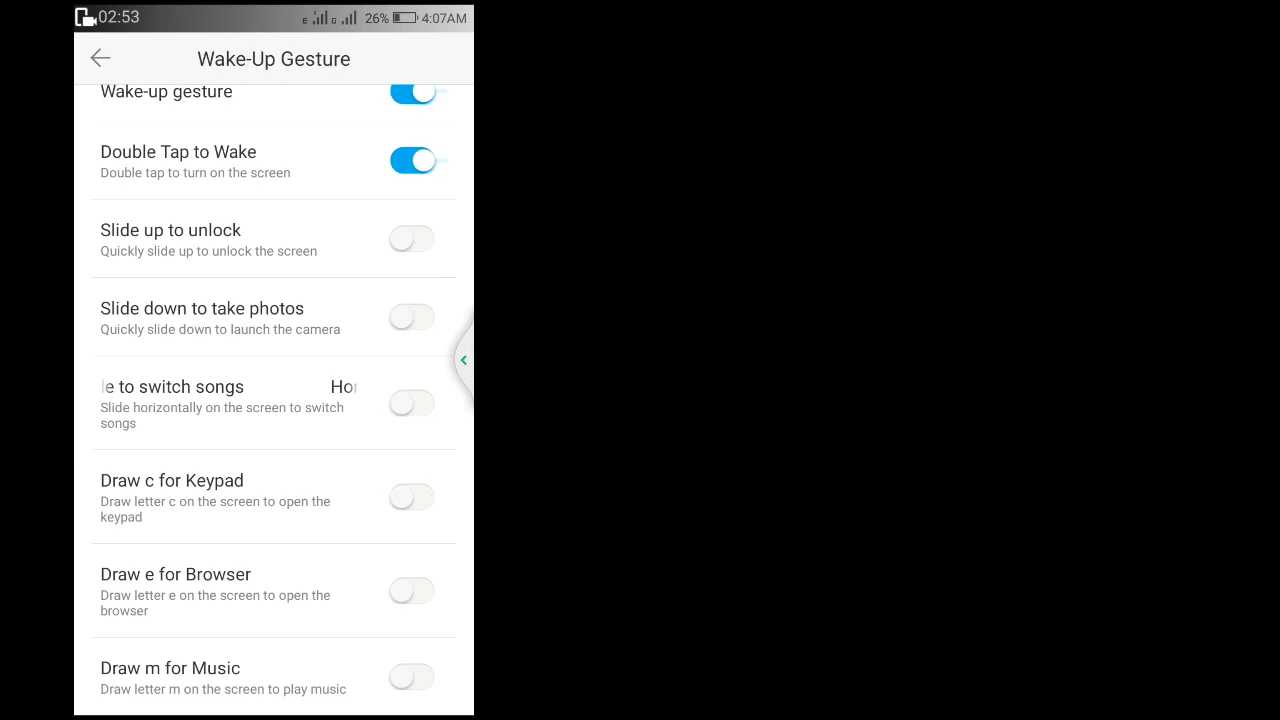 02:53 E G 26% 4:07AM
Wake-Up Gesture
Wake-up gesture
Double Tap to Wake
Double tap to turn on the screen
Slide up to unlock
Quickly slide up to unlock the screen
Slide down to take photos
Quickly slide down to launch the camera
le to switch songs Hor
Slide horizontally on the screen to switch
songs
Draw c for Keypad
Draw letter c on the screen to open the
keypad
Draw e for Browser
Draw letter e on the screen to open the
browser
Draw m for Music
Draw letter m on the screen to play music